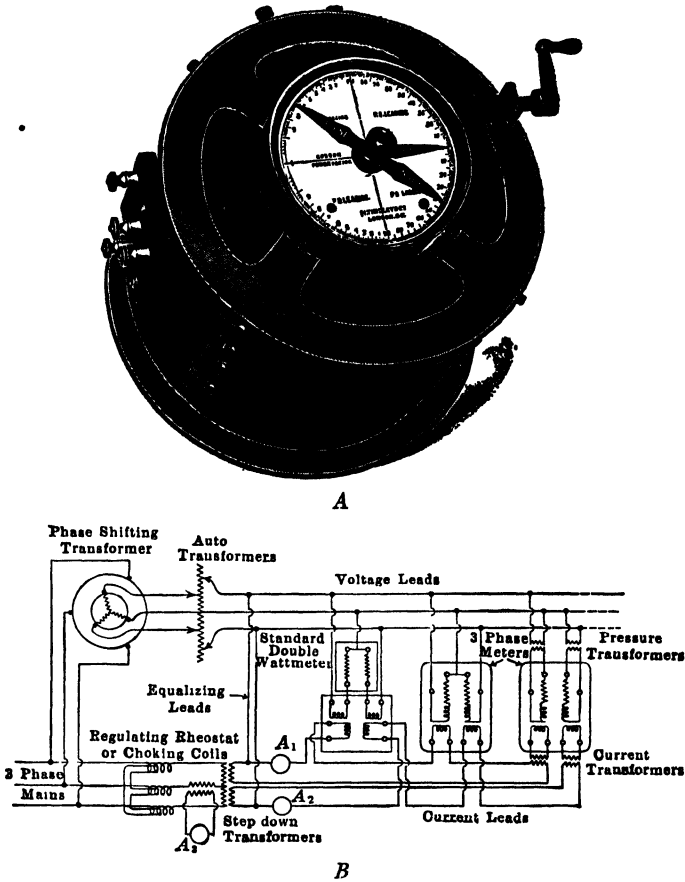 A
Phase Shifting
Transformer
Auto
Transformers
Voltage Leads
Standard
Double
Wattmeter
3 Phase
Meters
Pressure
Transformers
Equalizing
Leads
Regulating Rheostat
or Choking Coils
A1
3 Phase
Mains
A2
Current
Transformers
Step down
Transformers
Current Leads
A3
B